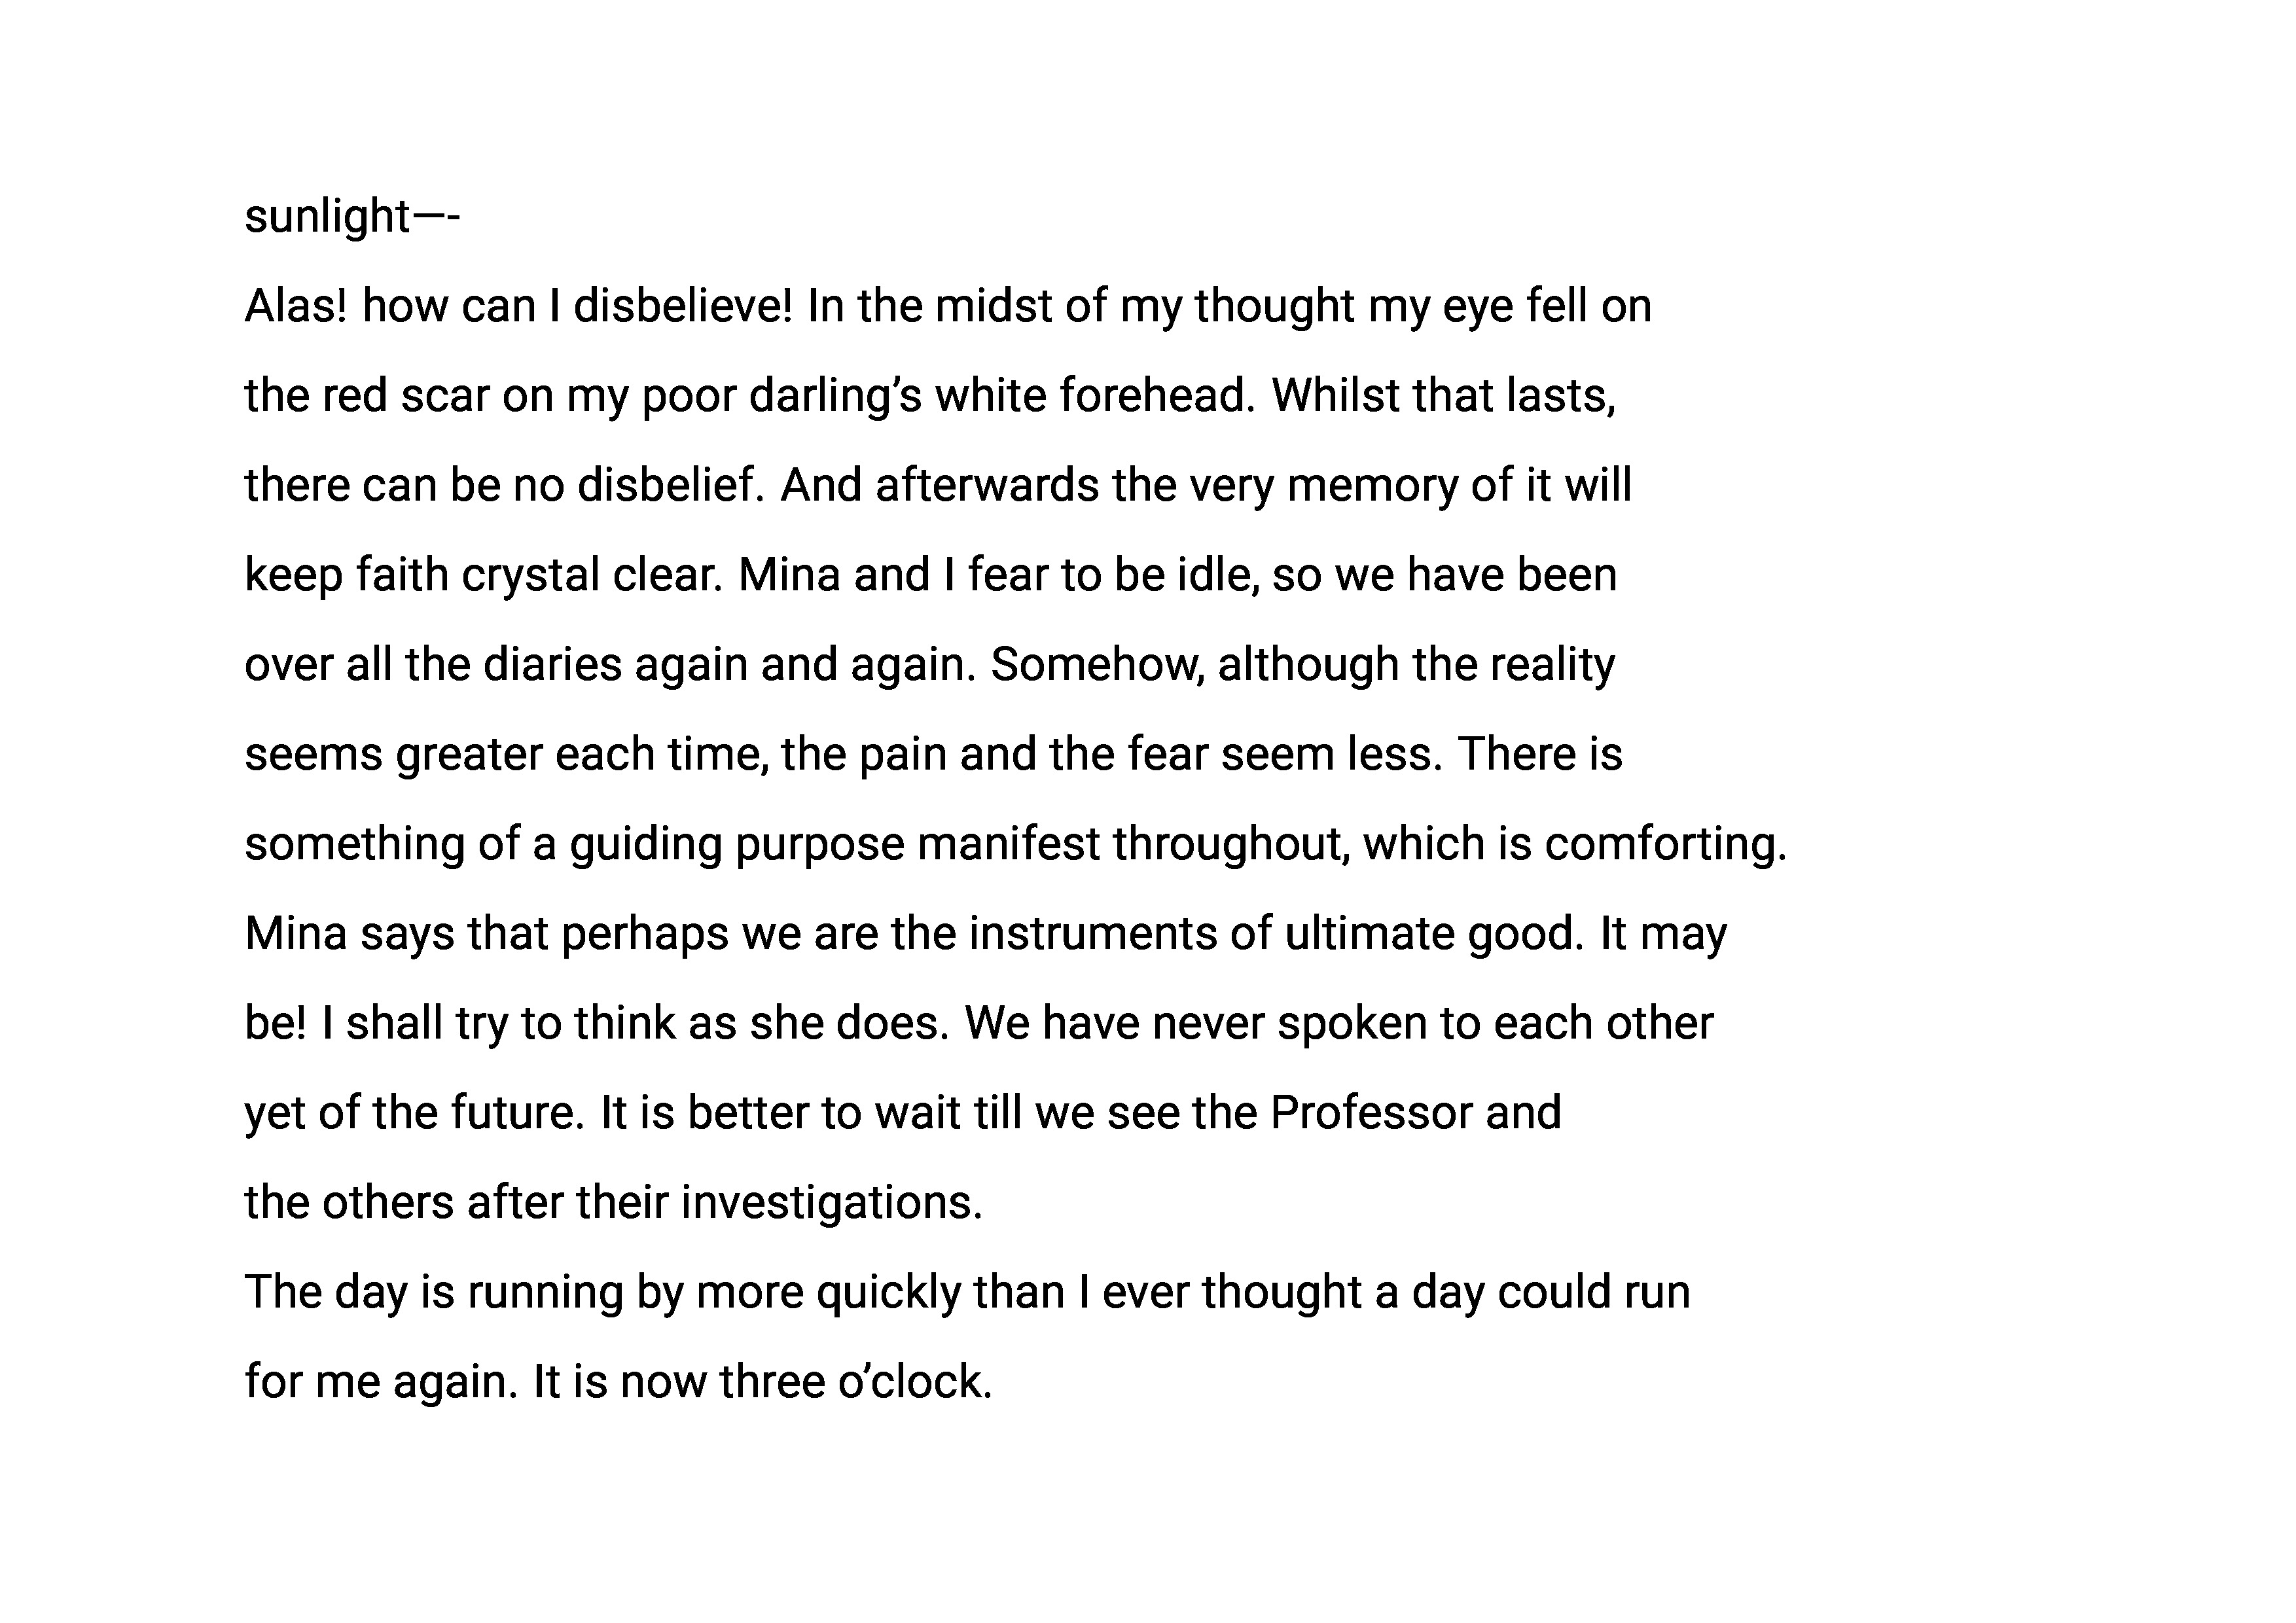 sunlight—-
Alas! how can I disbelieve! In the midst of my thought my eye fell on
the red scar on my poor darling’s white forehead. Whilst that lasts,
there can be no disbelief. And afterwards the very memory of it will
keep faith crystal clear. Mina and I fear to be idle, so we have been
over all the diaries again and again. Somehow, although the reality
seems greater each time, the pain and the fear seem less. There is
something of a guiding purpose manifest throughout, which is comforting.
Mina says that perhaps we are the instruments of ultimate good. It may
be! I shall try to think as she does. We have never spoken to each other
yet of the future. It is better to wait till we see the Professor and
the others after their investigations.
The day is running by more quickly than I ever thought a day could run
for me again. It is now three o’clock.